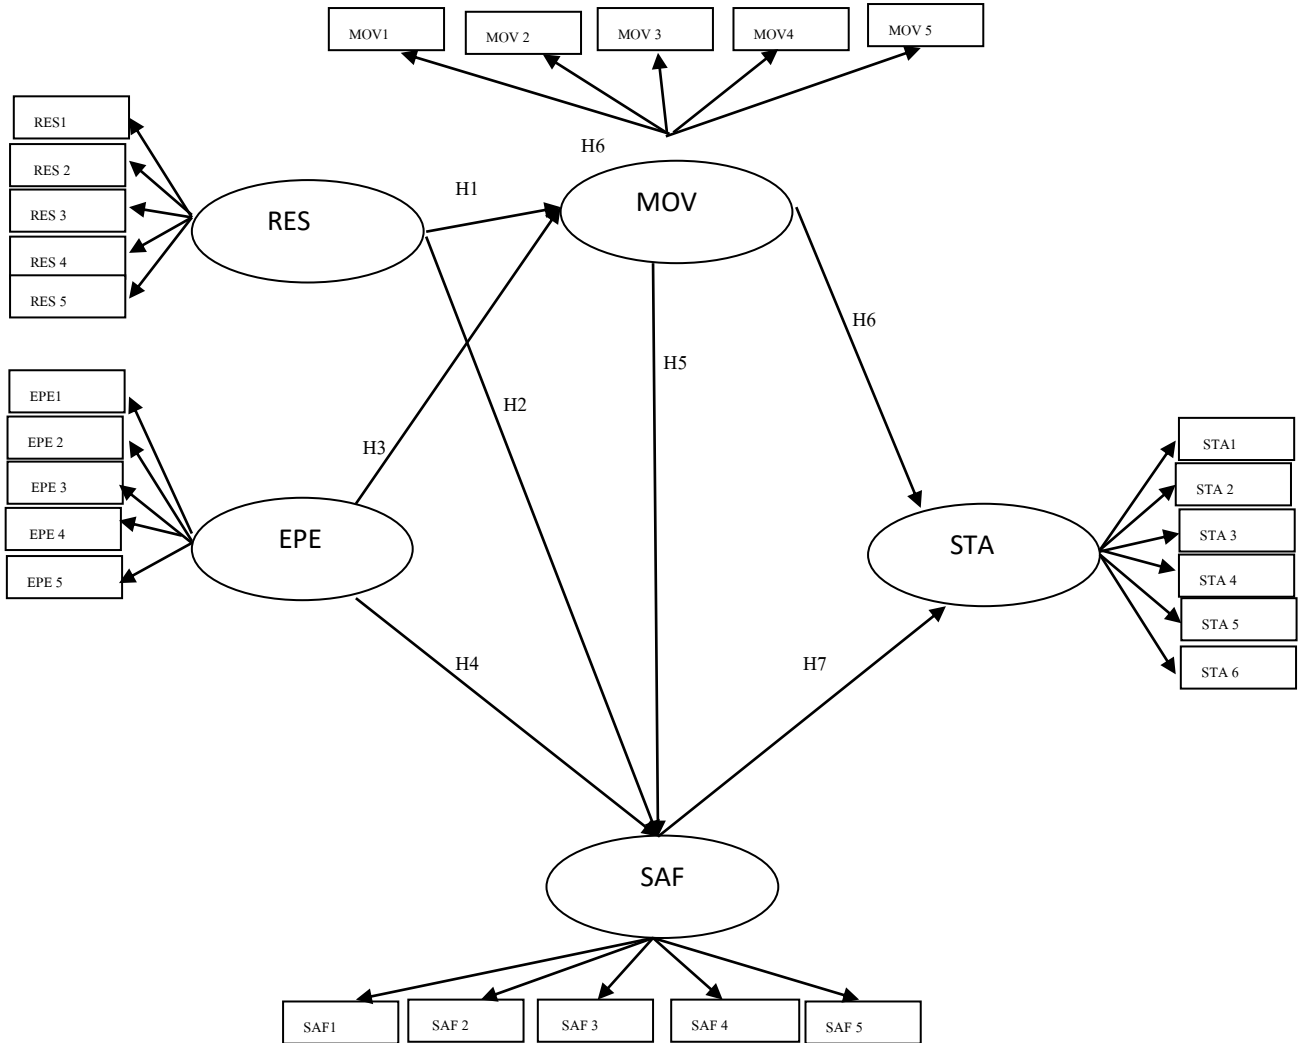 MOV1
MOV 2
MOV 3
MOV4
MOV 5
RES1
RES 2
RES 3
RES 4
RES 5
H6
H1
RES
MOV
H6
H5
H2
H3
EPE1
EPE 2
EPE 3
EPE 4
EPE 5
EPE
STA
STA1
STA 2
STA 3
STA 4
STA 5
STA 6
H4
H7
SAF
SAF1
SAF 2
SAF 3
SAF 4
SAF 5